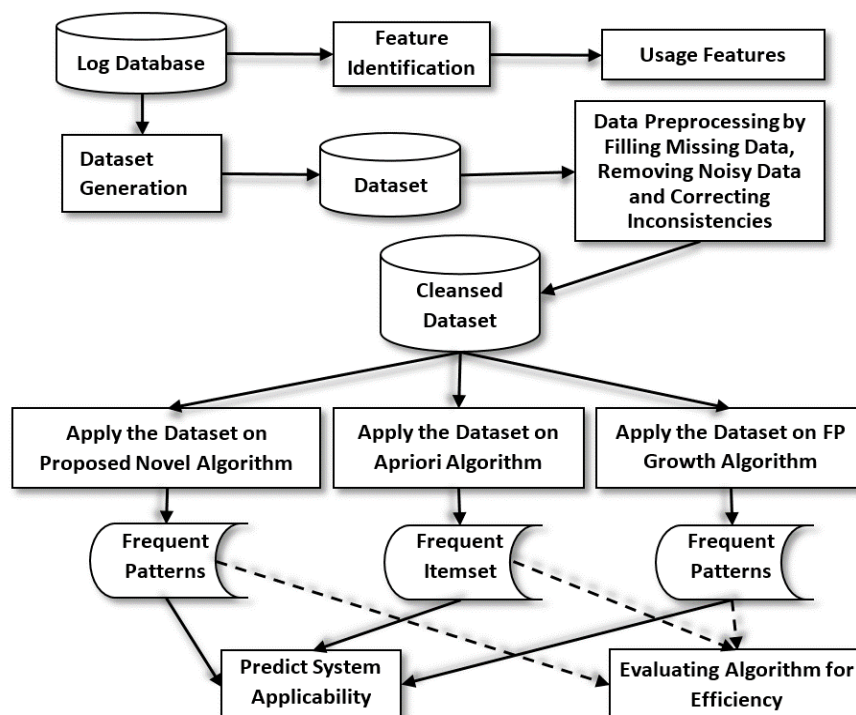 Log Database
Feature
Identification
Usage Features
Dataset
Generation
Dataset
Data Preprocessing by
Filling Missing Data,
Removing Noisy Data
and Correcting
Inconsistencies
Cleansed
Dataset
Apply the Dataset on
Proposed Novel Algorithm
Apply the Dataset on
Apriori Algorithm
Apply the Dataset on FP
Growth Algorithm
Frequent
Patterns
Frequent
Itemset
Frequent
Patterns
Predict System
Applicability
Evaluating Algorithm for
Efficiency